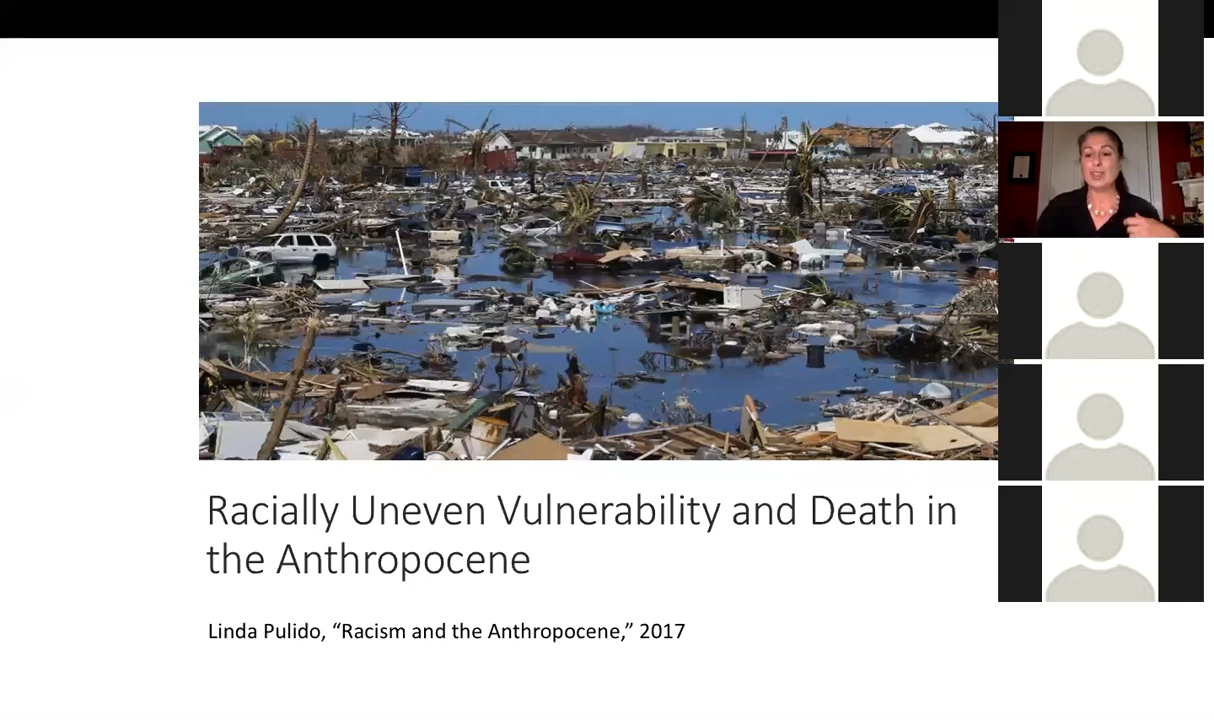 Racially Uneven Vulnerability and Death in
the Anthropocene
Linda Pulido, “Racism and the Anthropocene,” 2017